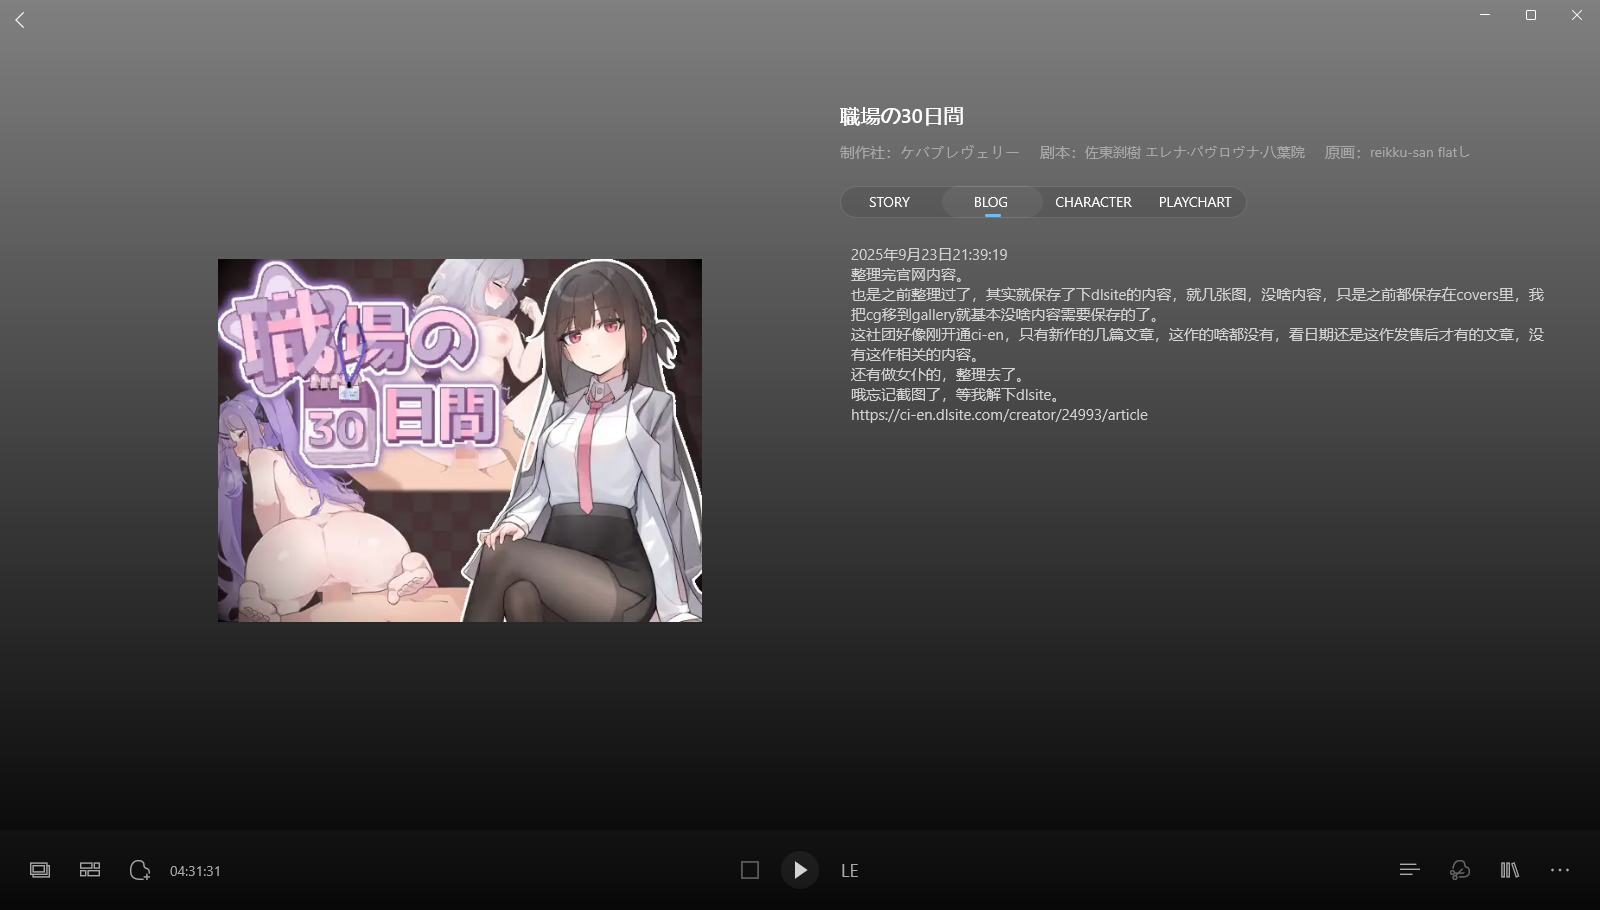 職場の30日間
制作社：ケバブレヴェリー 剧本：佐東刹樹 エレナ·パヴロヴナ·八葉院 原画：reikku-san flatし
STORY
BLOG
CHARACTER
PLAYCHART
職場の
30日間
2025年9月23日21:39:19
整理完官网内容。
也是之前整理过了，其实就保存了下dlsite的内容，就几张图，没啥内容，只是之前都保存在covers里，我
把cg移到gallery就基本没啥内容需要保存的了。
这社团好像刚开通ci-en，只有新作的几篇文章，这作的啥都没有，看日期还是这作发售后才有的文章，没
有这作相关的内容。
还有做女仆的，整理去了。
哦忘记截图了，等我解下dlsite。
https://ci-en.dlsite.com/creator/24993/article
04:31:31
LE